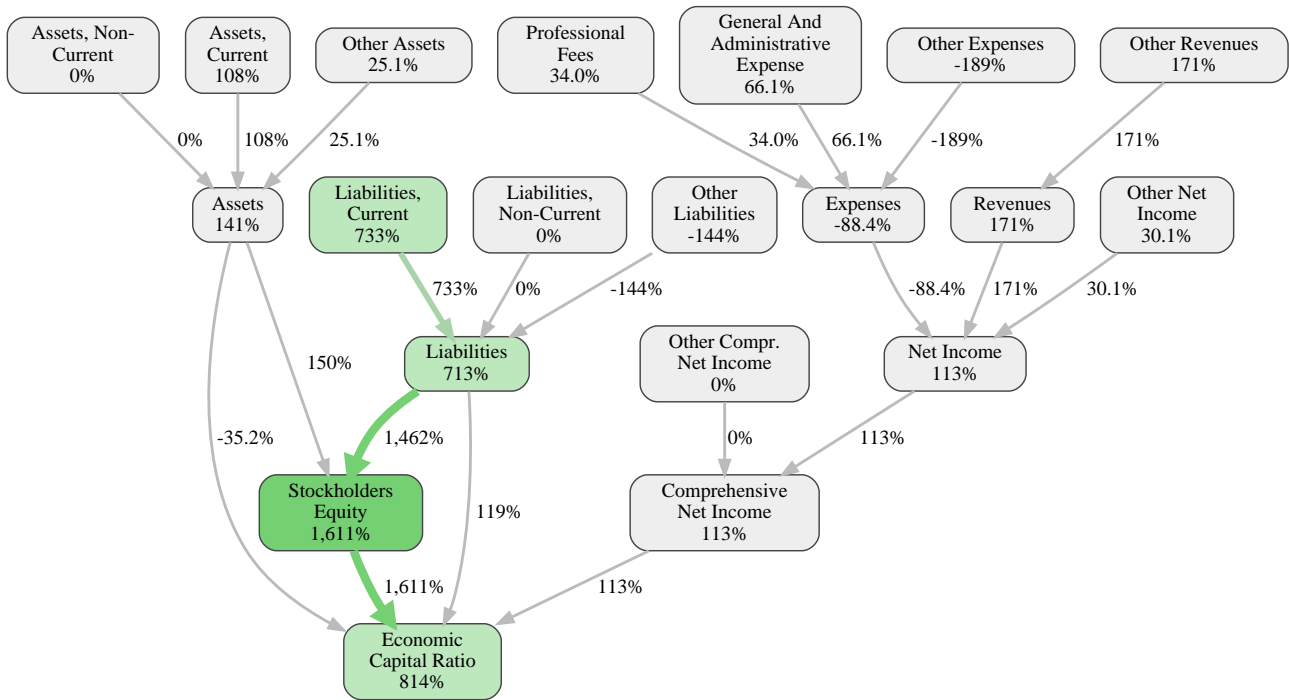 Assets, Non-
Current
0%
Assets,
Current
108%
Other Assets
25.1%
Professional
Fees
34.0%
General And
Administrative
Expense
66.1%
Other Expenses
-189%
Other Revenues
171%
0%
108%
25.1%
34.0%
66.1%
-189%
171%
Assets
141%
Liabilities,
Current
733%
Liabilities,
Non-Current
0%
Other
Liabilities
-144%
Expenses
-88.4%
Revenues
171%
Other Net
Income
30.1%
733%
0%
-144%
-88.4%
171%
30.1%
150%
Liabilities
713%
Other Compr.
Net Income
0%
Net Income
113%
-35.2%
1,462%
0%
113%
Stockholders
Equity
1,611%
119%
Comprehensive
Net Income
113%
1,611%
113%
Economic
Capital Ratio
814%